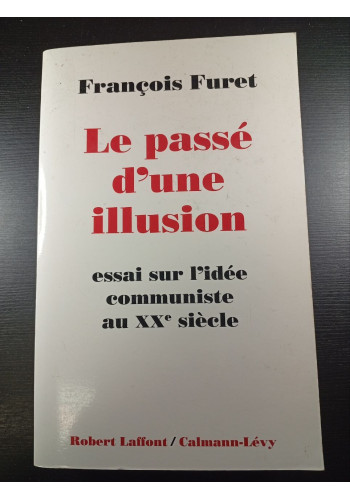 François Furet
Le passé
d'une
illusion
essai sur l'idée
communiste
au XXe siècle
Robert Laffont / Calmann-Lévy